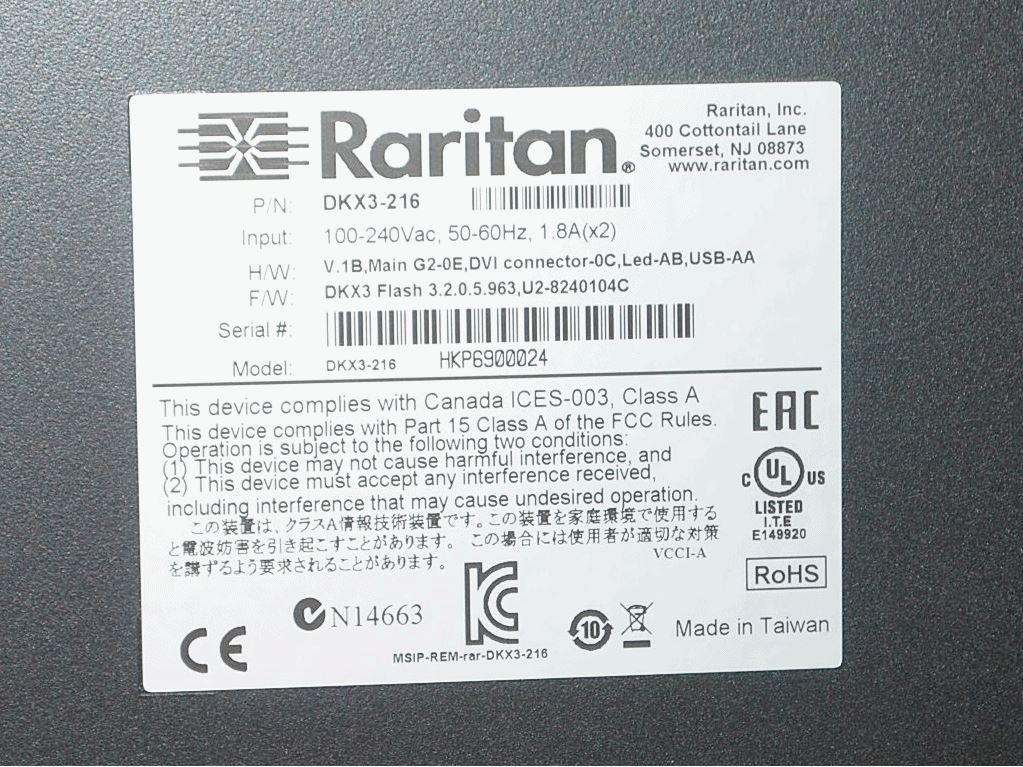 Raritan®
Raritan, Inc.
400 Cottontail Lane
Somerset, NJ 08873
www.raritan.com
P/N: DKX3-216
Input: 100-240Vac, 50-60Hz, 1.8A(x2)
H/W: V.1B,Main G2-0E,DVI connector-0C,Led-AB,USB-AA
F/W: DKX3 Flash 3.2.0.5.963,U2-8240104C
Serial #:
HKP6900024
Model: DKX3-216
This device complies with Canada ICES-003, Class A
This device complies with Part 15 Class A of the FCC Rules.
Operation is subject to the following two conditions:
(1) This device may not cause harmful interference, and
(2) This device must accept any interference received,
including interference that may cause undesired operation.
この装置は、クラスA情報技術装置です。この装置を家庭環境で使用する
と電波妨害を引き起こすことがあります。 この場合には使用者が適切な対策
を講ずるよう要求されることがあります。
VCCI-A
EAC
C UL US
LISTED
I.T.E
E149920
RoHS
CE
N14663
KC
MSIP-REM-rar-DKX3-216
10
Made in Taiwan